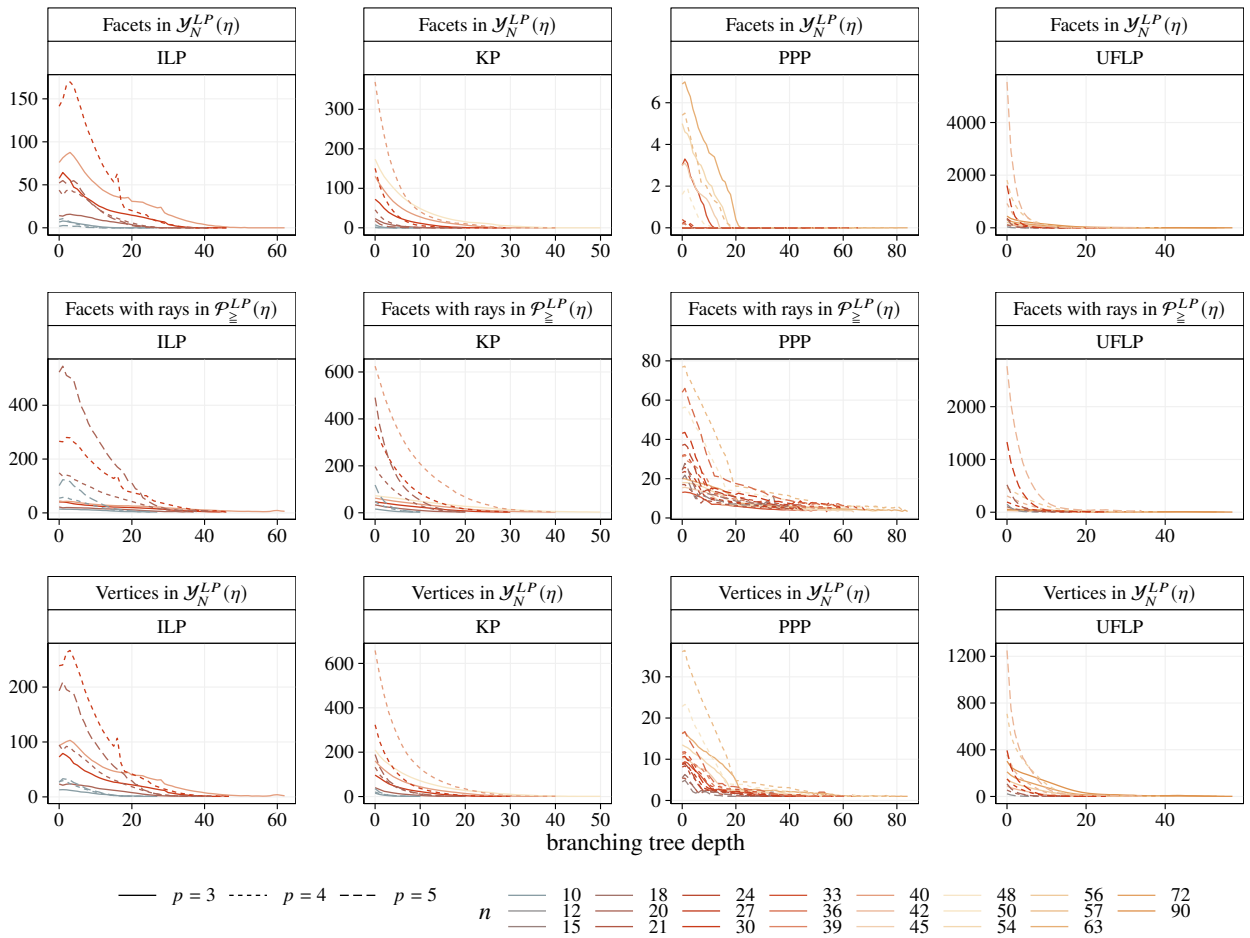 Facets in 𝒴_N^{LP}(η) Facets in 𝒴_N^{LP}(η) Facets in 𝒴_N^{LP}(η) Facets in 𝒴_N^{LP}(η)
ILP KP PPP UFLP
150 100 50 0
300 200 100 0
6 4 2 0
4000 2000 0
0 20 40 60 0 10 20 30 40 50 0 20 40 60 80 0 20 40
Facets with rays in 𝒫_≧^{LP}(η) Facets with rays in 𝒫_≧^{LP}(η) Facets with rays in 𝒫_≧^{LP}(η) Facets with rays in 𝒫_≧^{LP}(η)
ILP KP PPP UFLP
400 200 0
600 400 200 0
80 60 40 20 0
2000 1000 0
0 20 40 60 0 10 20 30 40 50 0 20 40 60 80 0 20 40
Vertices in 𝒴_N^{LP}(η) Vertices in 𝒴_N^{LP}(η) Vertices in 𝒴_N^{LP}(η) Vertices in 𝒴_N^{LP}(η)
ILP KP PPP UFLP
200 100 0
600 400 200 0
30 20 10 0
1200 800 400 0
0 20 40 60 0 10 20 30 40 50 0 20 40 60 80 0 20 40
branching tree depth
p = 3 p = 4 p = 5
n
10 18 24 33 40 48 56 72
12 20 27 36 42 50 57 90
15 21 30 39 45 54 63